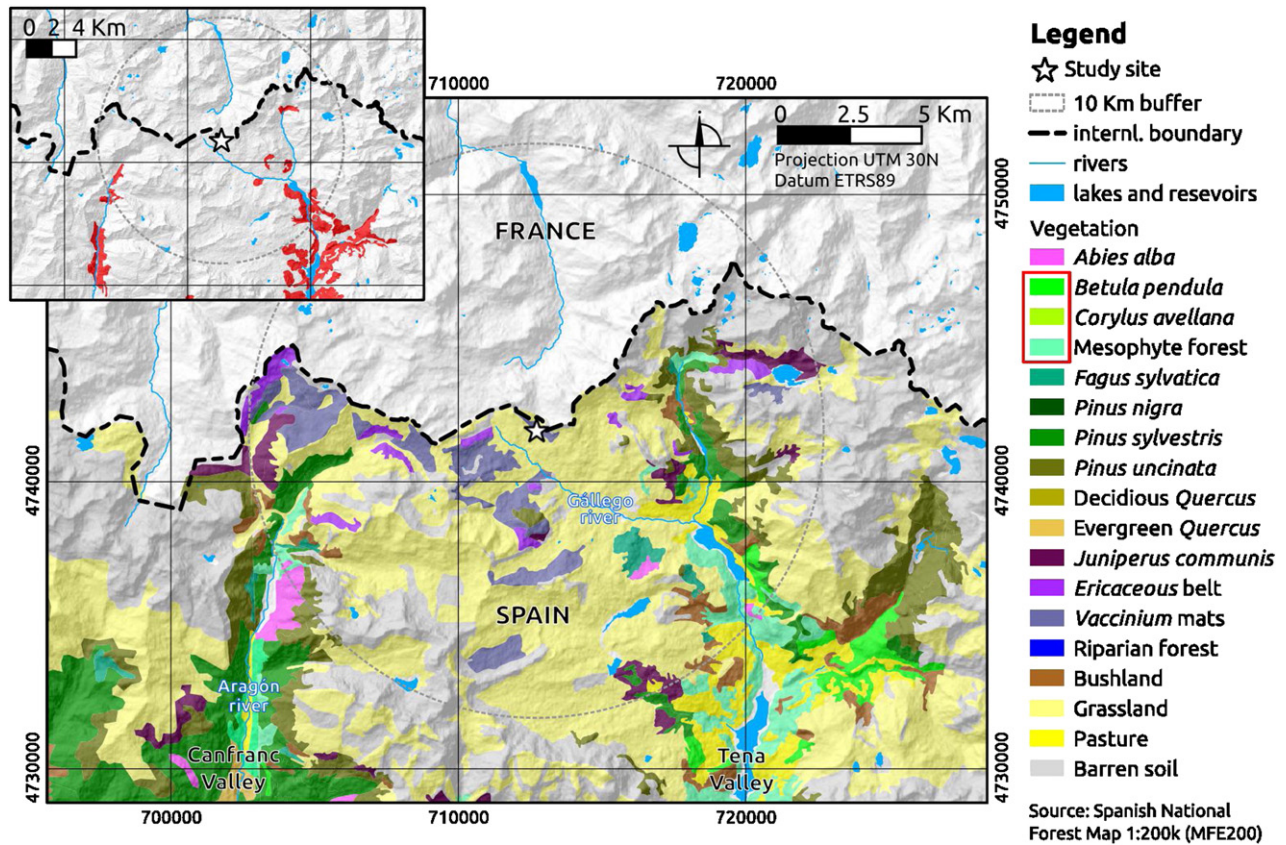 0 2 4 Km
710000
720000
0 2.5 5 Km
Projection UTM 30N
Datum ETRS89
4750000
FRANCE
4740000
4740000
Gállego
river
SPAIN
Aragón
river
Canfranc
Valley
Tena
Valley
4730000
4730000
700000
710000
720000
Legend
Study site
10 Km buffer
internl. boundary
rivers
lakes and resevoirs
Vegetation
Abies alba
Betula pendula
Corylus avellana
Mesophyte forest
Fagus sylvatica
Pinus nigra
Pinus sylvestris
Pinus uncinata
Decidious Quercus
Evergreen Quercus
Juniperus communis
Ericaceous belt
Vaccinium mats
Riparian forest
Bushland
Grassland
Pasture
Barren soil
Source: Spanish National
Forest Map 1:200k (MFE200)